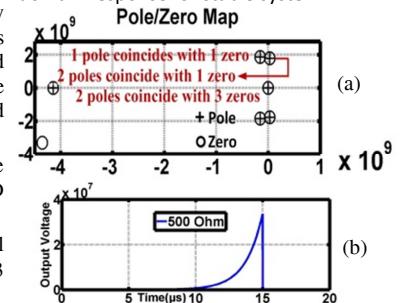 Pole/Zero Map
x 10^9
1 pole coincides with 1 zero
2 poles coincide with 1 zero
2 poles coincide with 3 zeros
+ Pole
o Zero
2
0
-2
-4
-4 -3 -2 -1 0 1 x 10^9
(a)
x 10^7
Output Voltage
4
2
0
500 Ohm
0 5 Time(µs) 10 15 20
(b)